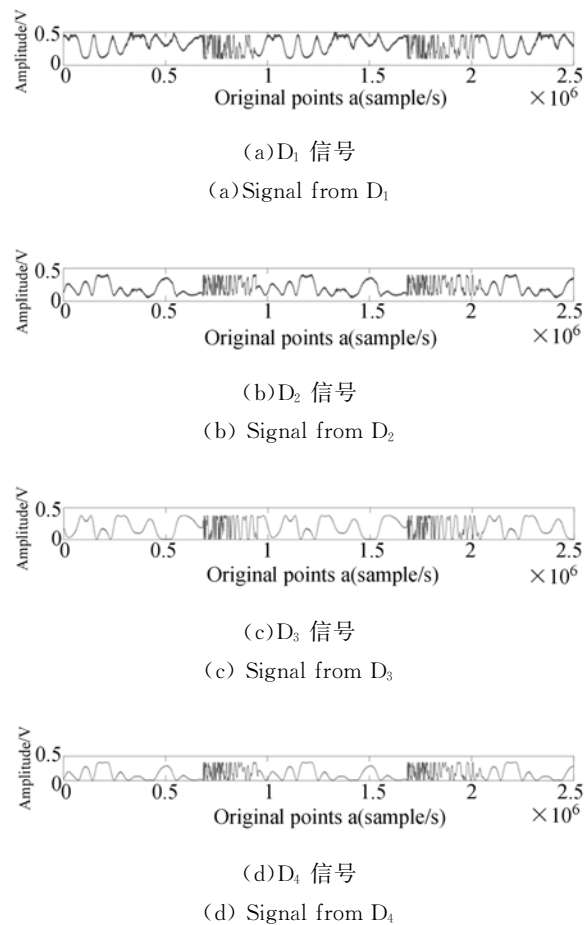 Amplitude/V
0.5
0
0 0.5 1 1.5 2 2.5
Original points a(sample/s) ×10⁶
(a)D₁ 信号
(a)Signal from D₁
Amplitude/V
0.5
0
0 0.5 1 1.5 2 2.5
Original points a(sample/s) ×10⁶
(b)D₂ 信号
(b) Signal from D₂
Amplitude/V
0.5
0
0 0.5 1 1.5 2 2.5
Original points a(sample/s) ×10⁶
(c)D₃ 信号
(c) Signal from D₃
Amplitude/V
0.5
0
0 0.5 1 1.5 2 2.5
Original points a(sample/s) ×10⁶
(d)D₄ 信号
(d) Signal from D₄